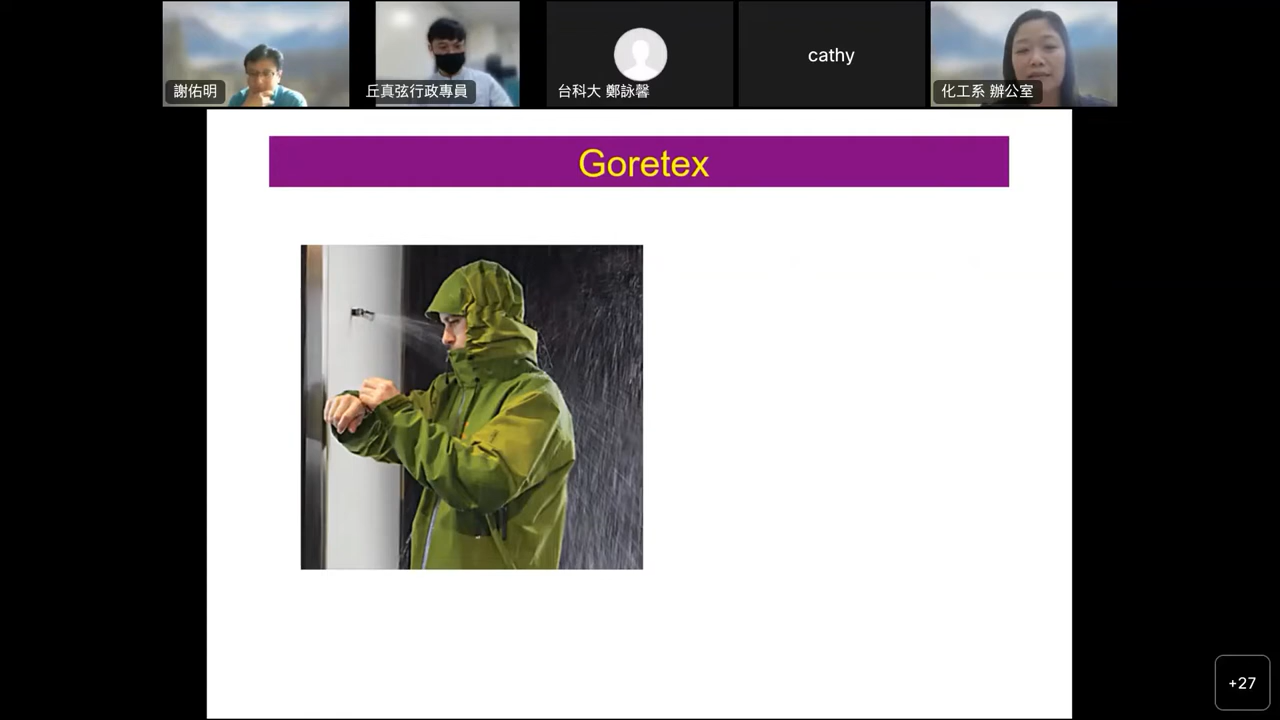 謝佑明
丘真弦行政專員
台科大 鄭詠馨
cathy
化工系 辦公室
Goretex
+27